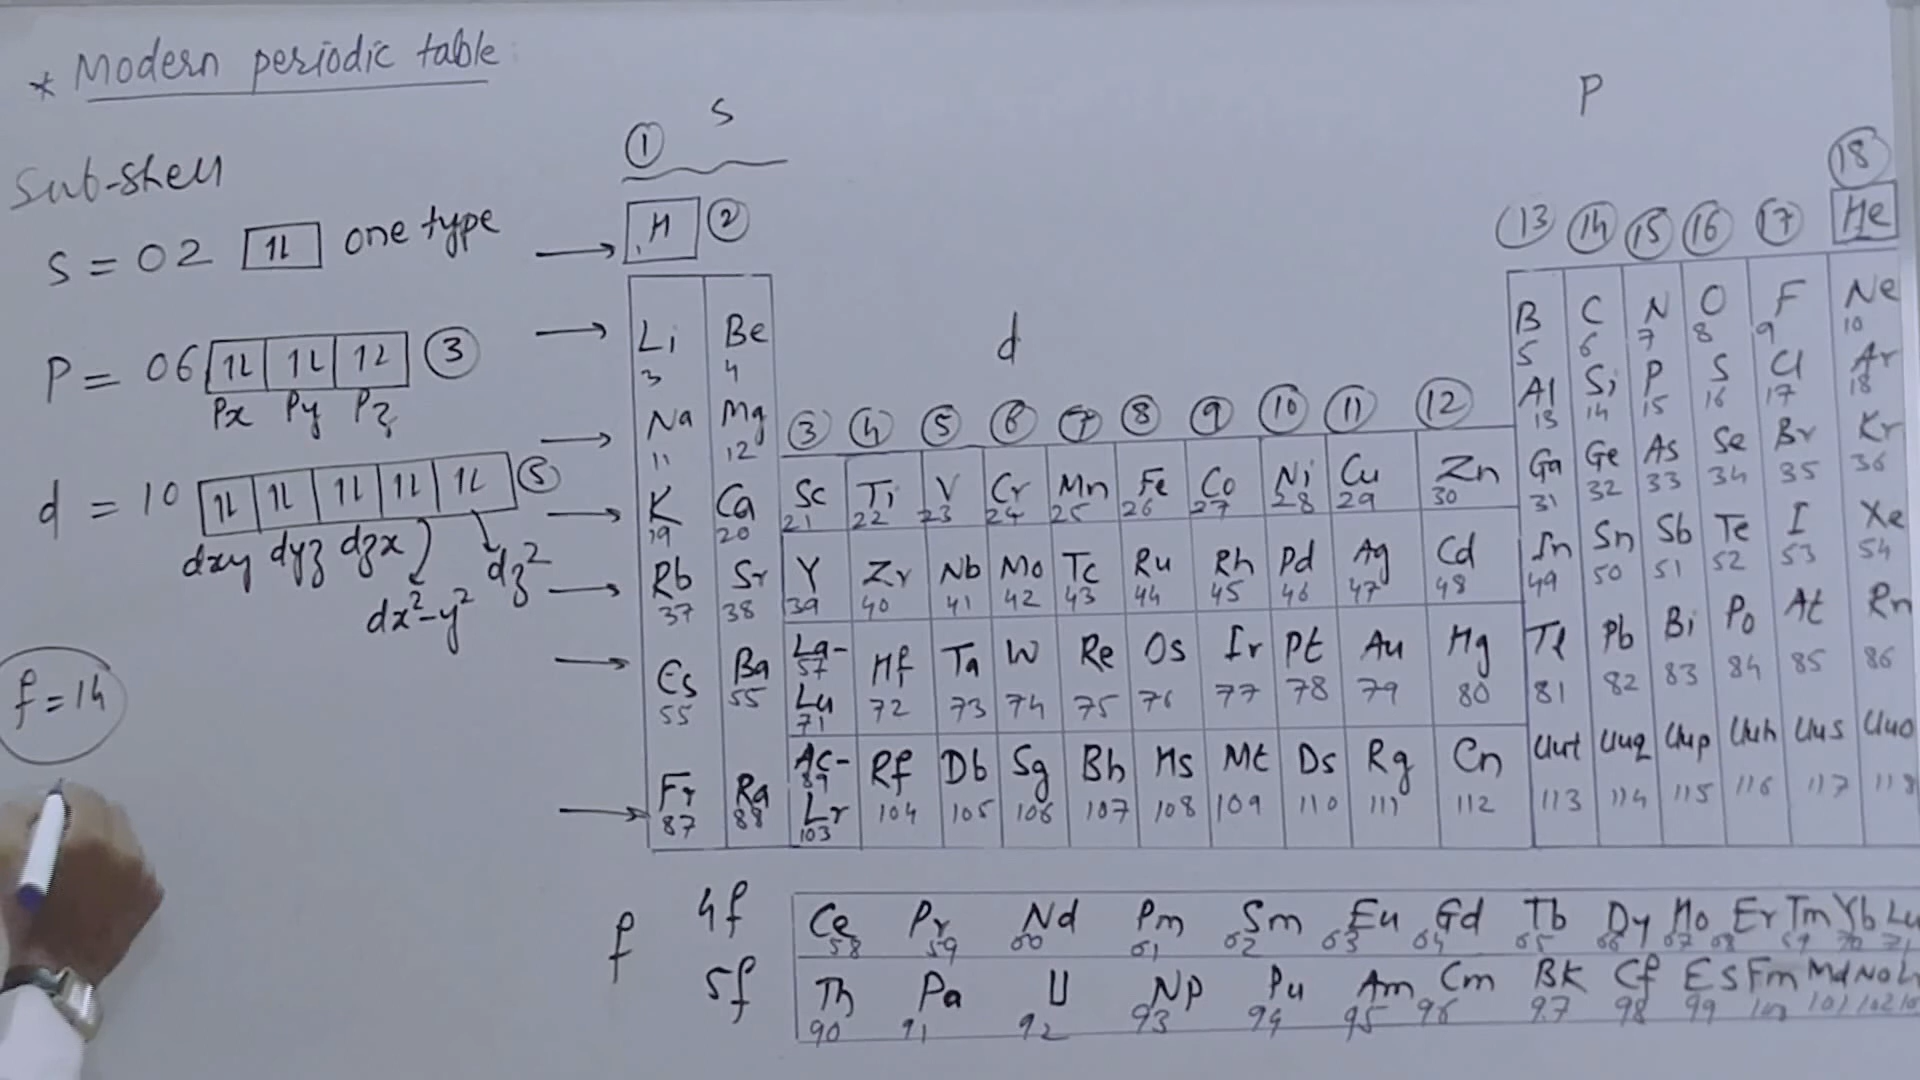 * Modern periodic table
Sub-shell
S = 02 1L one type
P = 06 1L 1L 1L 3
Px Py Pz
d = 10 1L 1L 1L 1L 1L 5
dxy dyz dzx dz²
dx²-y²
f = 14
S P
1 18
H 2 13 14 15 16 17 He
Li Be B C N O F Ne
3 4 5 6 7 8 9 10
d
Na Mg Al Si P S Cl Ar
11 12 13 14 15 16 17 18
3 4 5 6 7 8 9 10 11 12
K Ca Sc Ti V Cr Mn Fe Co Ni Cu Zn Ga Ge As Se Br Kr
19 20 21 22 23 24 25 26 27 28 29 30 31 32 33 34 35 36
Rb Sr Y Zr Nb Mo Tc Ru Rh Pd Ag Cd In Sn Sb Te I Xe
37 38 39 40 41 42 43 44 45 46 47 48 49 50 51 52 53 54
Cs Ba La- Hf Ta W Re Os Ir Pt Au Hg Tl Pb Bi Po At Rn
55 55 57 72 73 74 75 76 77 78 79 80 81 82 83 84 85 86
Lu
71
Fr Ra Ac- Rf Db Sg Bh Hs Mt Ds Rg Cn Uut Uuq Uup Uuh Uus Uuo
87 88 89 104 105 106 107 108 109 110 111 112 113 114 115 116 117 118
Lr
103
f
4f Ce Pr Nd Pm Sm Eu Gd Tb Dy Ho Er Tm Yb Lu
58 59 60 61 62 63 64 65 66 67 68 69 70 71
5f Th Pa U Np Pu Am Cm BK Cf Es Fm Md No
90 91 92 93 94 95 96 97 98 99 100 101 102